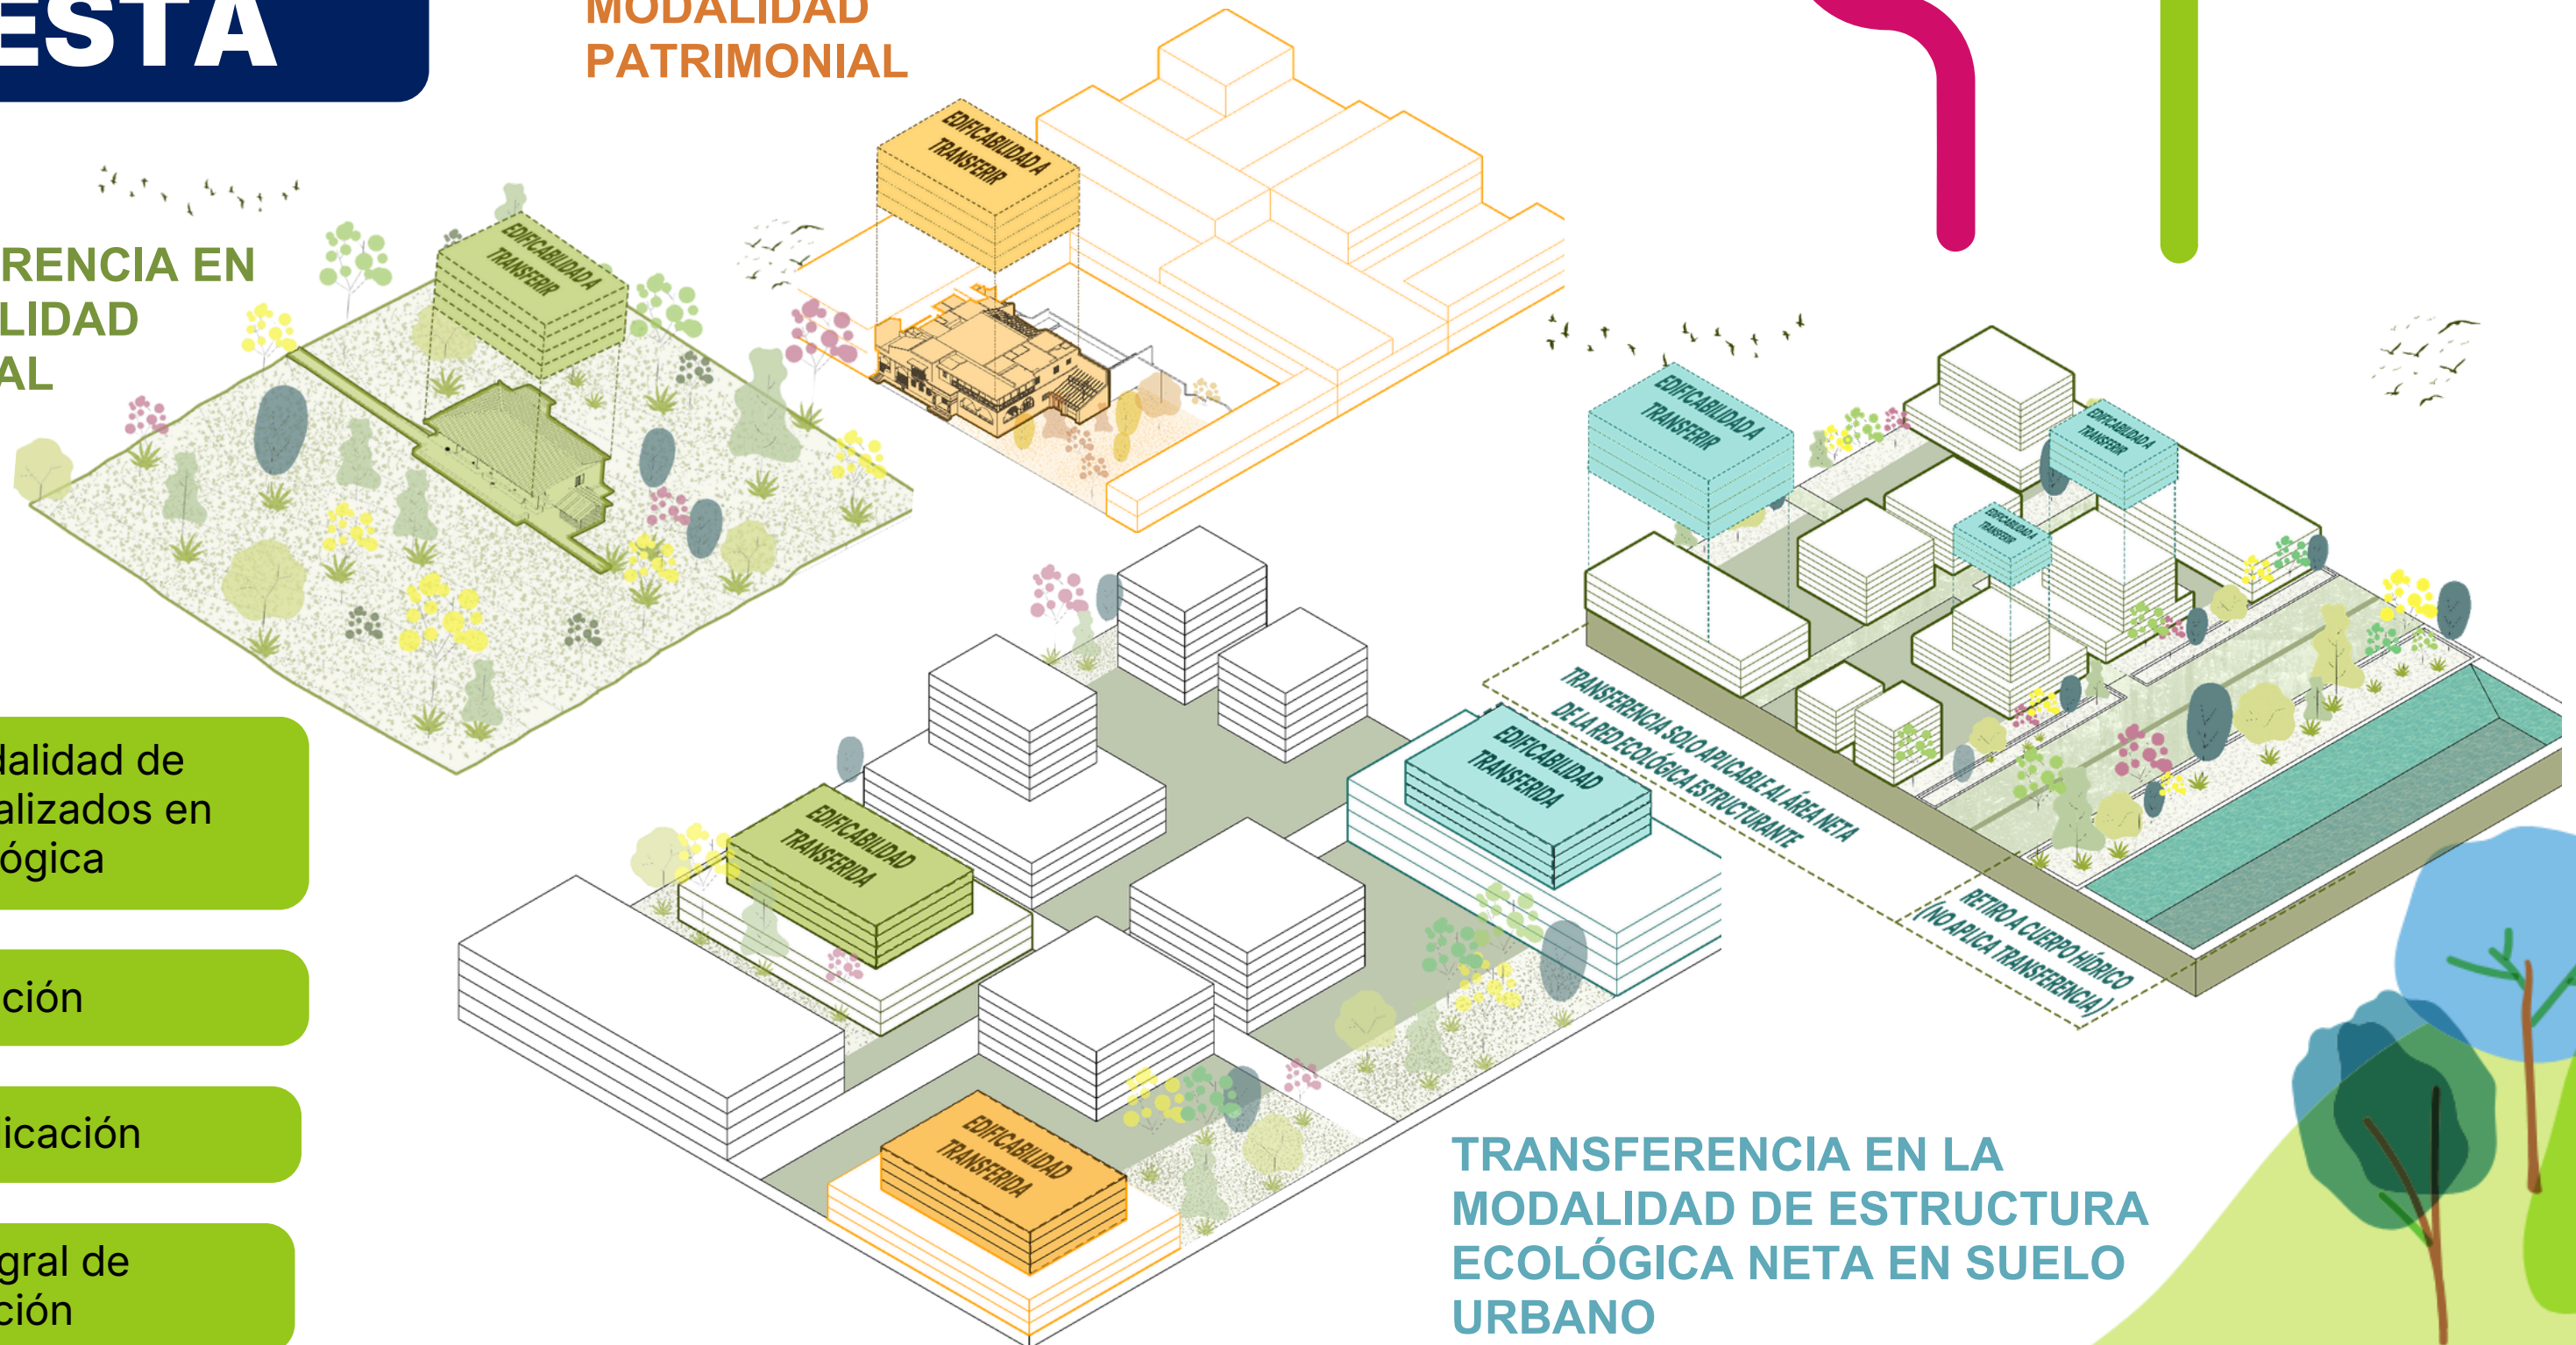 ESTA
MODALIDAD
PATRIMONIAL
EDIFICABILIDAD A
TRANSFERIR
RENCIA EN
LIDAD
AL
EDIFICABILIDAD A
TRANSFERIR
EDIFICABILIDAD A
TRANSFERIR
EDIFICABILIDAD A
TRANSFERIR
EDIFICABILIDAD A
TRANSFERIR
TRANSFERENCIA SOLO APLICABLE AL ÁREA NETA
DE LA RED ECOLÓGICA ESTRUCTURANTE
RETIRO A CUERPO HÍDRICO
(NO APLICA TRANSFERENCIA)
EDIFICABILIDAD
TRANSFERIDA
EDIFICABILIDAD
TRANSFERIDA
EDIFICABILIDAD
TRANSFERIDA
dalidad de
alizados en
ógica
ción
licación
gral de
ción
TRANSFERENCIA EN LA
MODALIDAD DE ESTRUCTURA
ECOLÓGICA NETA EN SUELO
URBANO